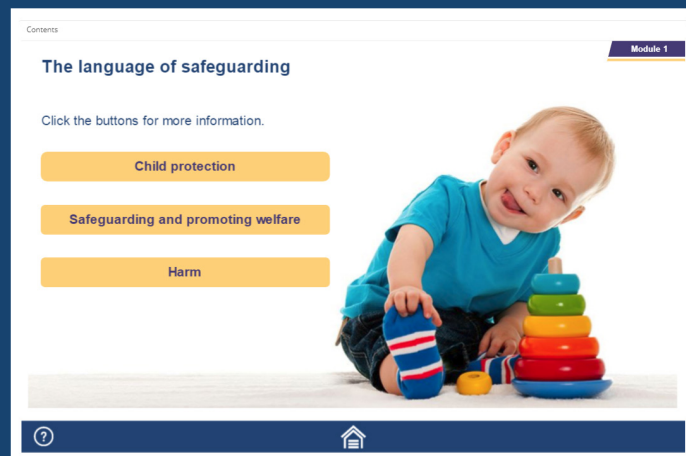 Contents
Module 1
The language of safeguarding
Click the buttons for more information.
Child protection
Safeguarding and promoting welfare
Harm
?